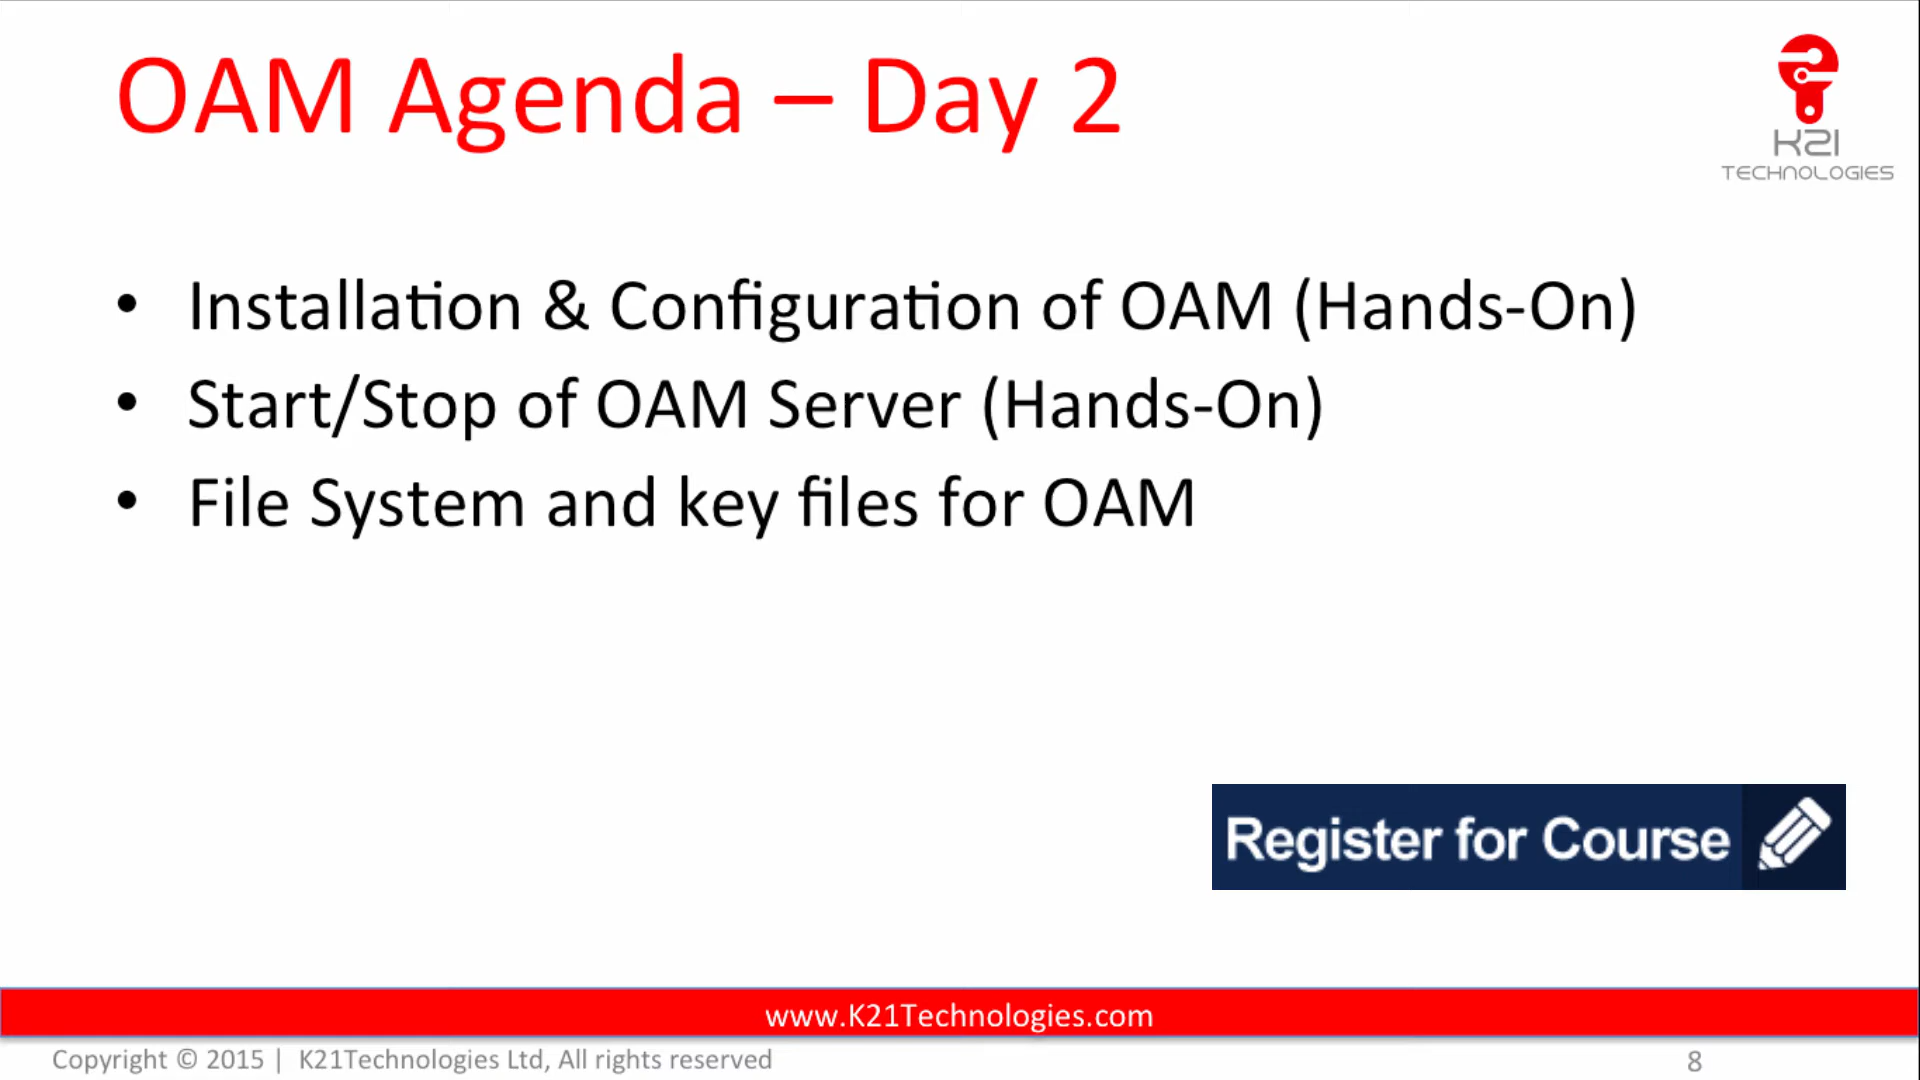 OAM Agenda – Day 2
K21
TECHNOLOGIES
• Installation & Configuration of OAM (Hands-On)
• Start/Stop of OAM Server (Hands-On)
• File System and key files for OAM
Register for Course
www.K21Technologies.com
Copyright © 2015 | K21Technologies Ltd, All rights reserved
8